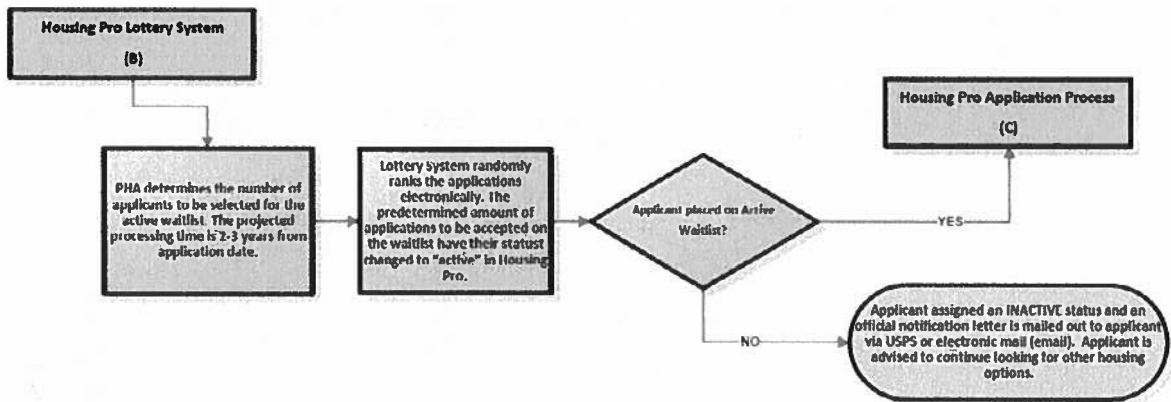 Housing Pro Lottery System
(B)
PHA determines the number of
applicants to be selected for the
active waitlist. The projected
processing time is 2-3 years from
application date.
Lottery System randomly
ranks the applications
electronically. The
predetermined amount of
applications to be accepted on
the waitlist have their statust
changed to "active" in Housing
Pro.
Applicant placed on Active
Waitlist?
YES
Housing Pro Application Process
(C)
NO
Applicant assigned an INACTIVE status and an
official notification letter is mailed out to applicant
via USPS or electronic mail (email). Applicant is
advised to continue looking for other housing
options.